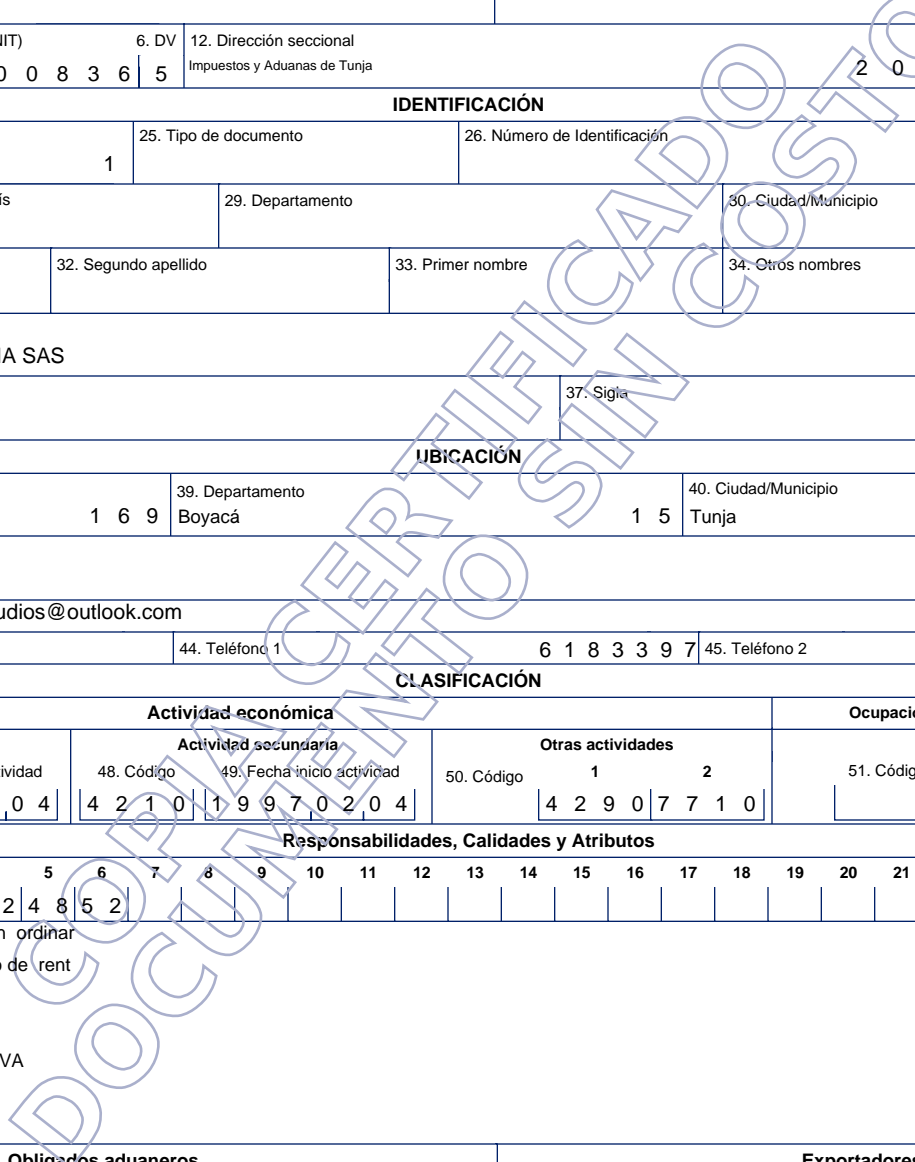 NIT) 6. DV 12. Dirección seccional
0 0 8 3 6 5 Impuestos y Aduanas de Tunja 2 0
IDENTIFICACIÓN
25. Tipo de documento 26. Número de Identificación
1
ís 29. Departamento 30. Ciudad/Municipio
32. Segundo apellido 33. Primer nombre 34. Otros nombres
IA SAS
37. Sigla
UBICACIÓN
39. Departamento 40. Ciudad/Municipio
1 6 9 Boyacá 1 5 Tunja
udios@outlook.com
44. Teléfono 1 6 1 8 3 3 9 7 45. Teléfono 2
CLASIFICACIÓN
Actividad económica Ocupació
Actividad secundaria Otras actividades
ividad 48. Código 49. Fecha inicio actividad 50. Código 1 2 51. Códig
0 4 4 2 1 0 1 9 9 7 0 2 0 4 4 2 9 0 7 7 1 0
Responsabilidades, Calidades y Atributos
5 6 7 8 9 10 11 12 13 14 15 16 17 18 19 20 21
2 4 8 5 2
n ordinar
o de rent
VA
Obligados aduaneros Exportadores
COPIA CERTIFICADO
DOCUMENTO SIN COSTO